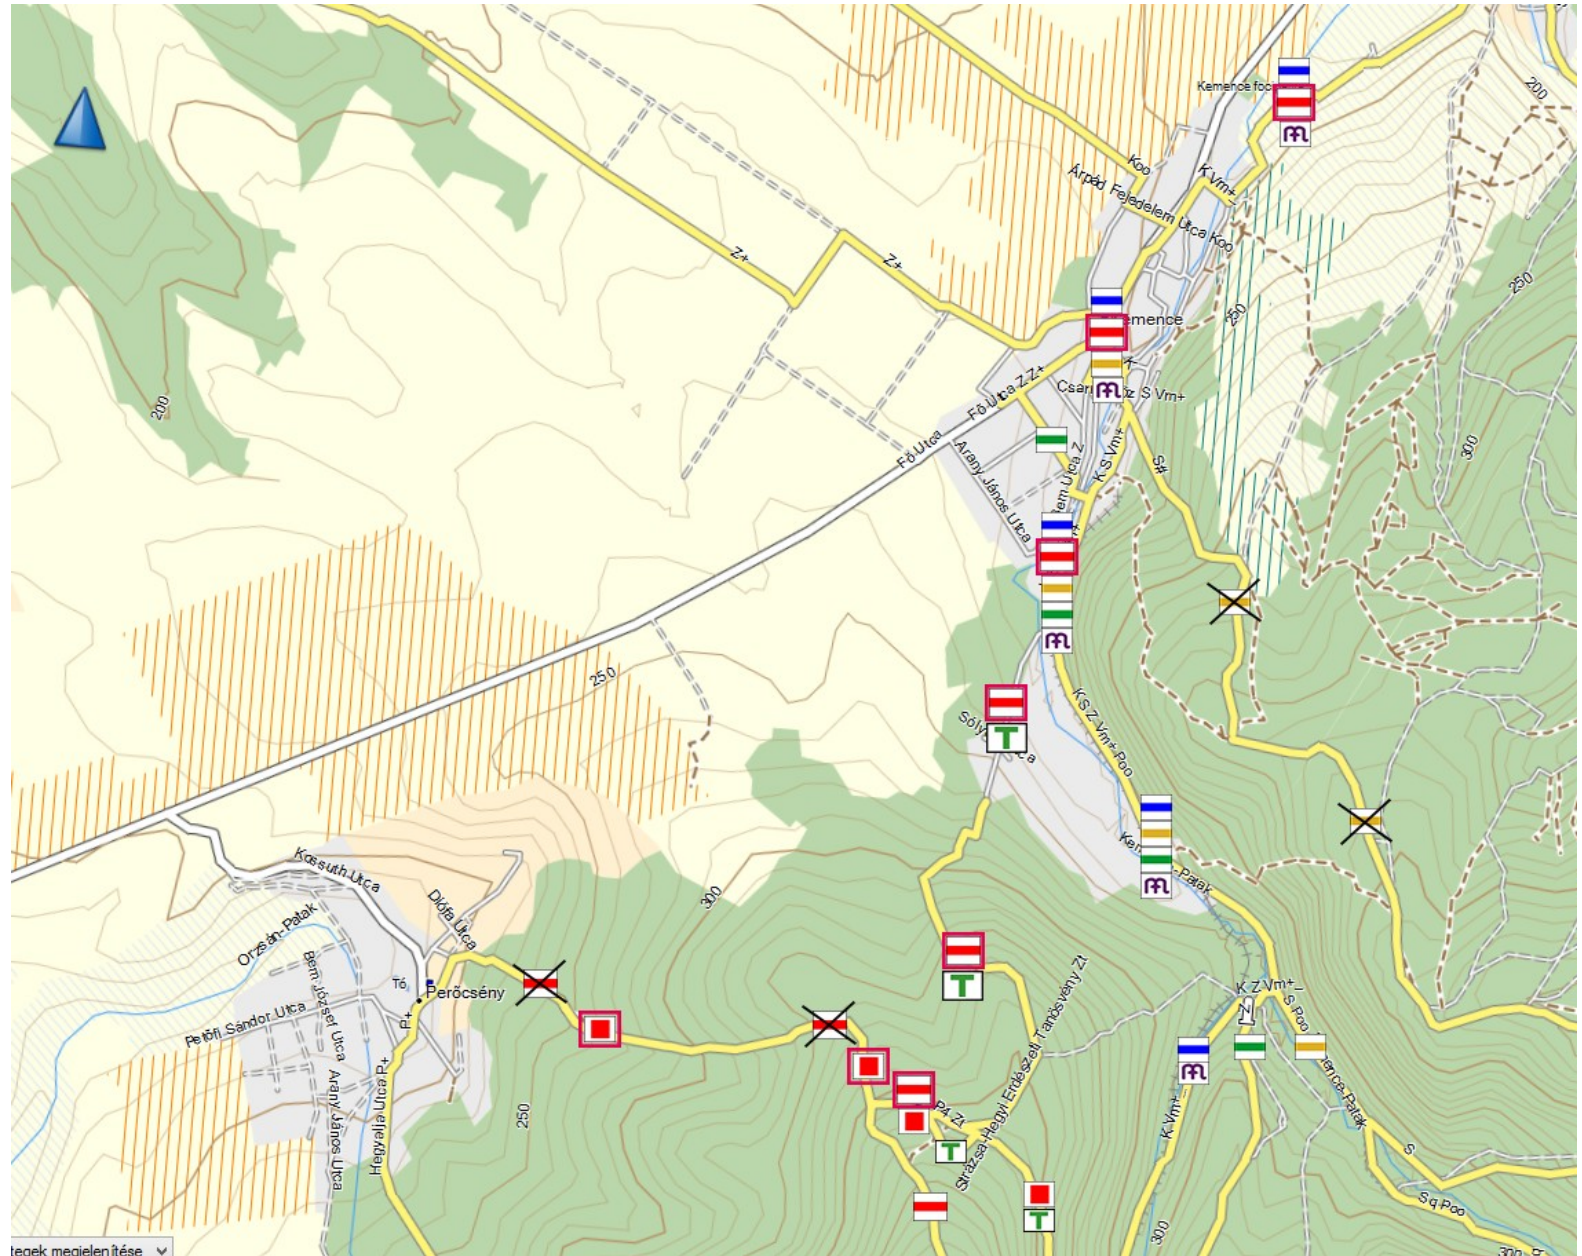 200
Kemence foc
Koo
K Vm+_
Árpád Fejedelem Utca Koo
Z+
Z+
250
250
Kemence
K
Fő Utca Z Z+
S Vm+
200
Fő Utca
Arany János Utca
Bem Utca Z
K S Vm+
S#
300
250
K S Z Vm+ Poo
T
-Patak
Kossuth Utca
300
Diófa Utca
Orzsán-Patak
Bem József Utca
Tó
Perőcsény
T
Petőfi Sándor Utca
P+
K Z Vm+_
Z
S Poo
Strázsa-Hegyi Erdészeti Tanösvény Zt
P4 Zt
250
Hegyalja Utca P+
Arany János Utca
T
K Vm+_
S
T
300
Sq Poo
300
tegek megjelenítése